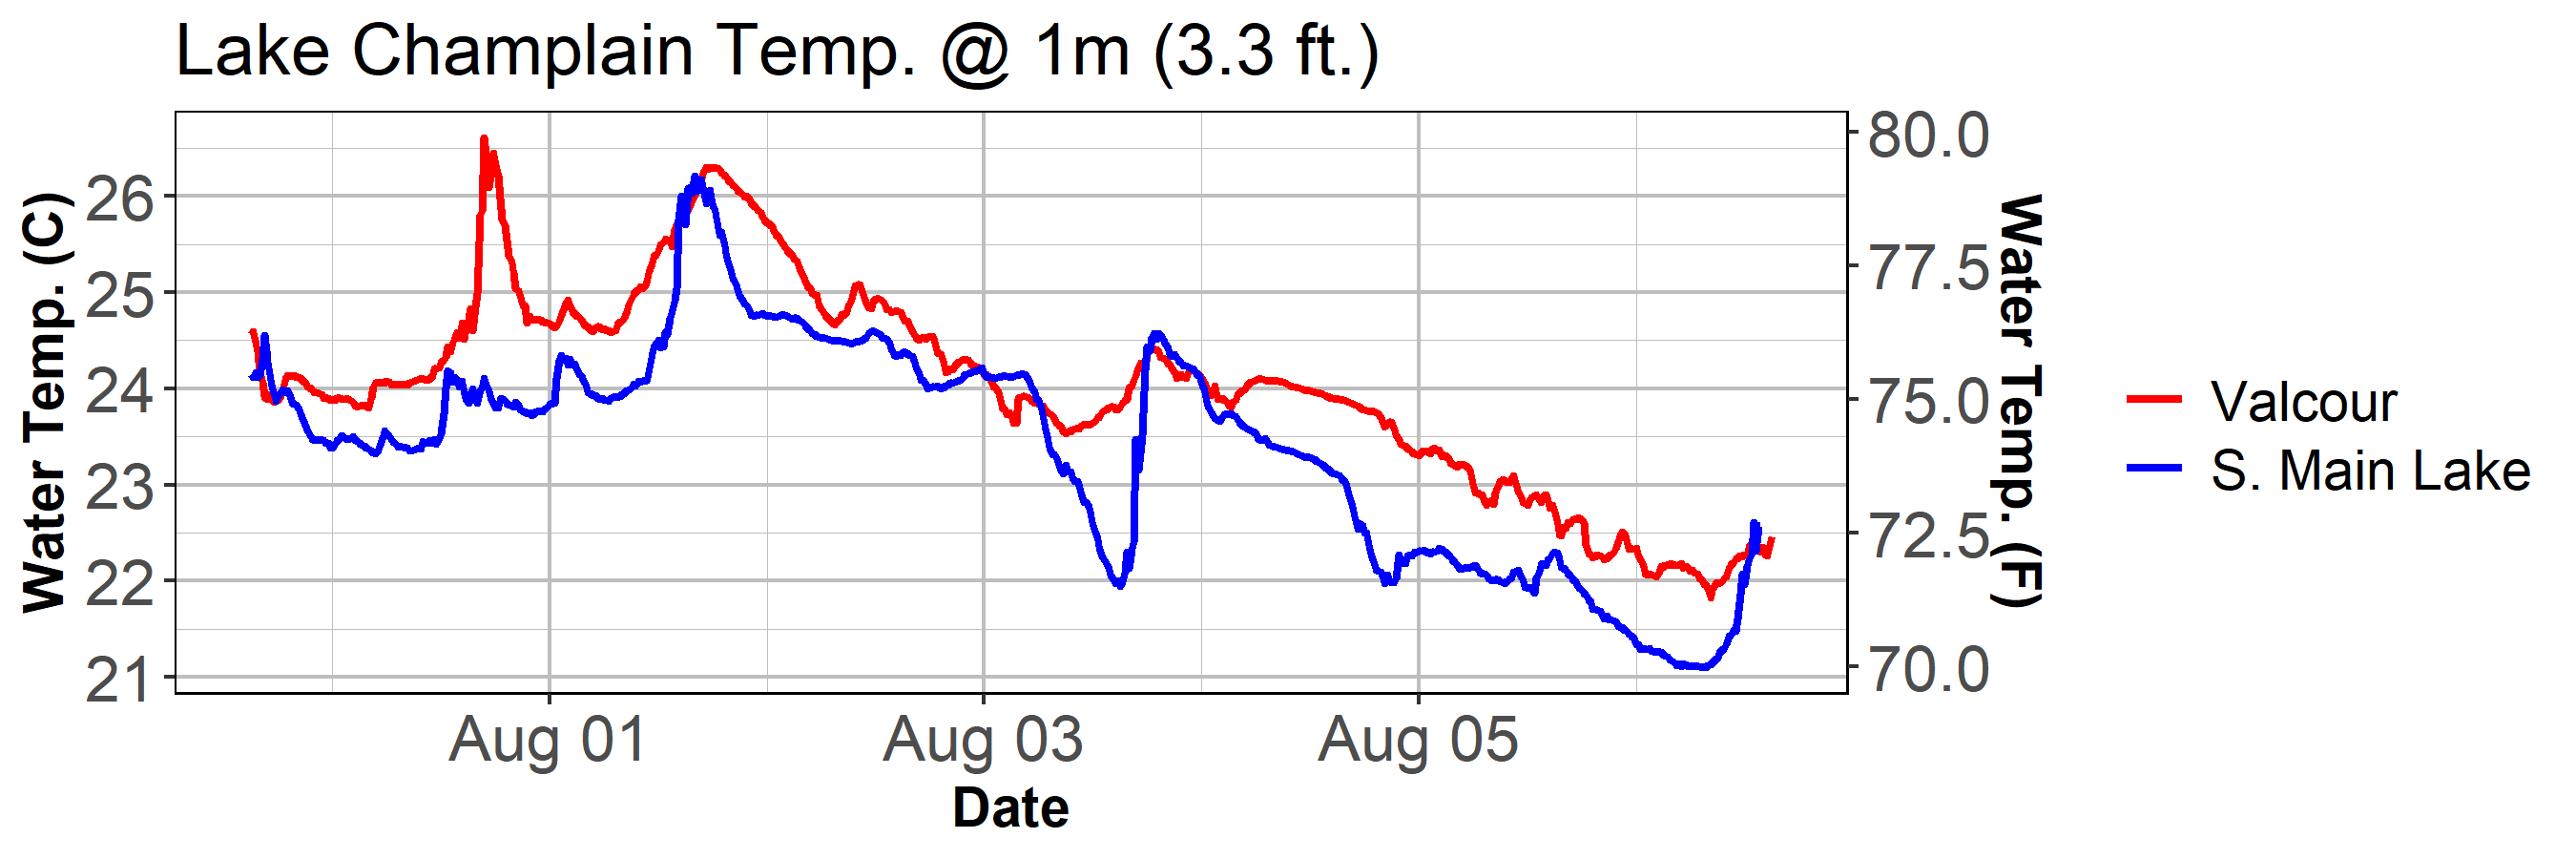 Lake Champlain Temp. @ 1m (3.3 ft.)
Water Temp. (C)
26
25
24
23
22
21
80.0
77.5
75.0
72.5
70.0
Water Temp. (F)
Aug 01
Aug 03
Aug 05
Date
Valcour
S. Main Lake